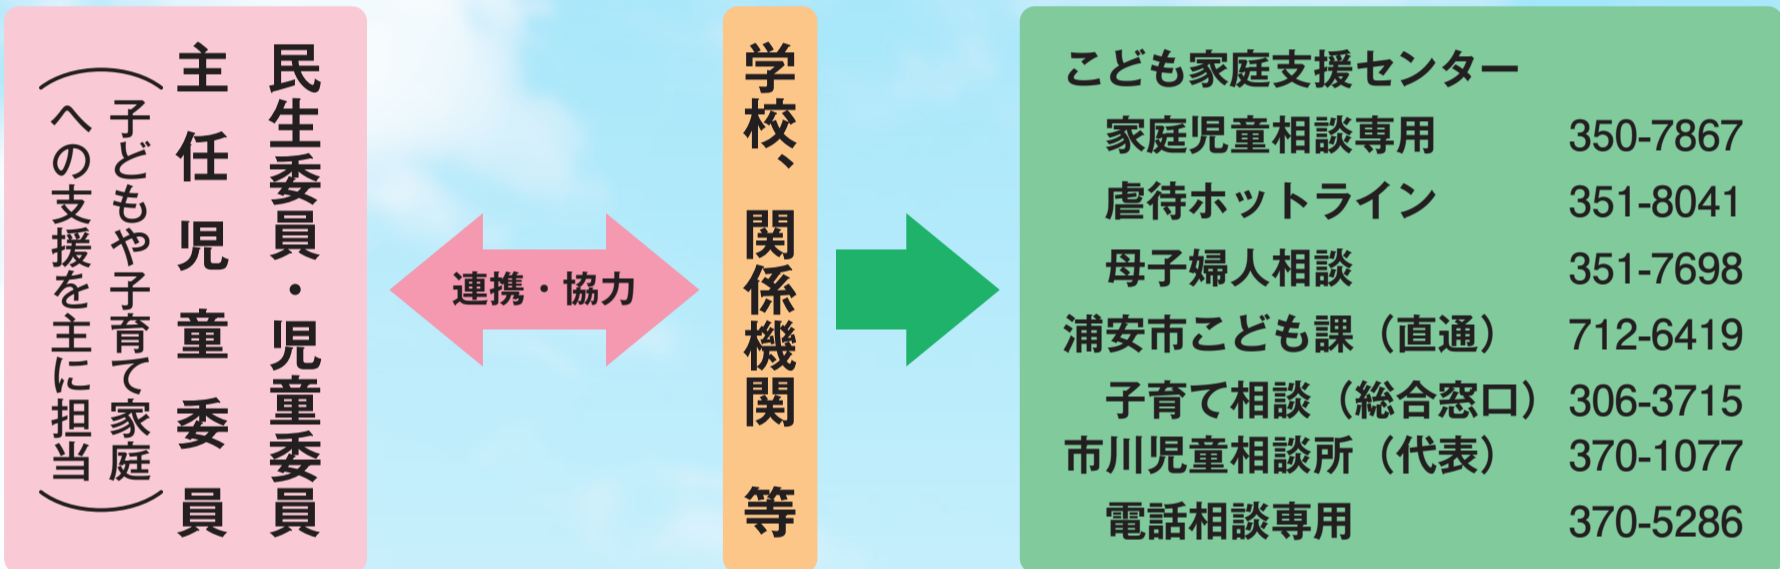 民生委員・児童委員
主任児童委員
（子どもや子育て家庭
への支援を主に担当）
連携・協力
学校、関係機関　等
こども家庭支援センター
家庭児童相談専用 350-7867
虐待ホットライン 351-8041
母子婦人相談 351-7698
浦安市こども課（直通） 712-6419
子育て相談（総合窓口） 306-3715
市川児童相談所（代表） 370-1077
電話相談専用 370-5286